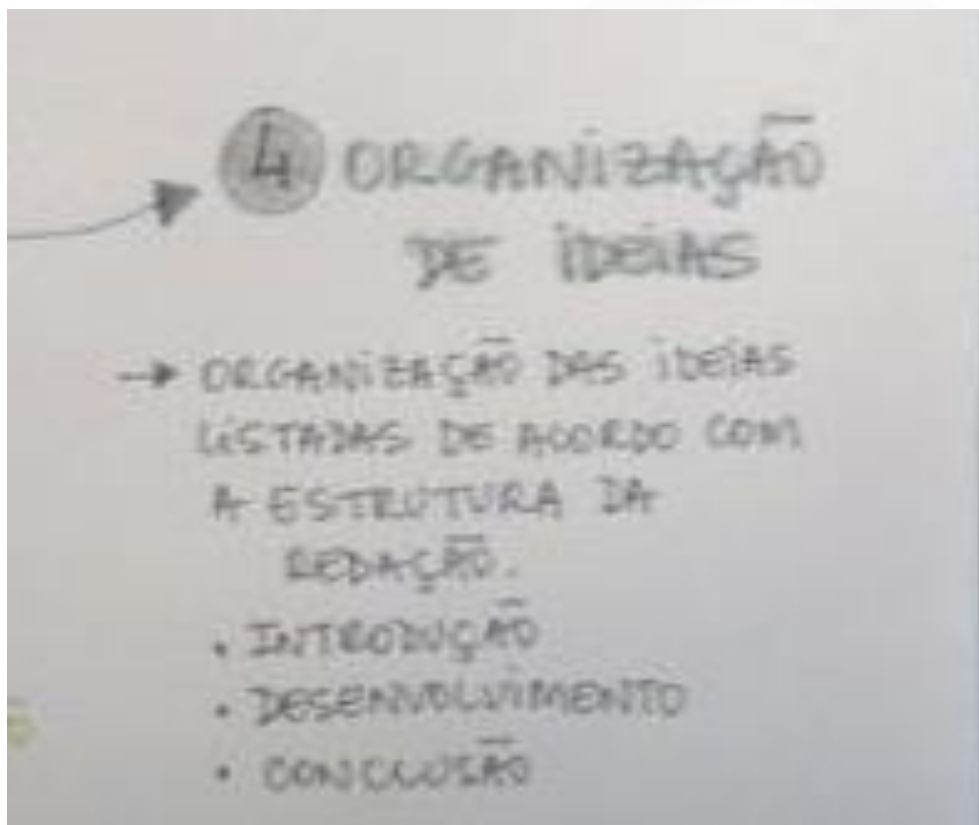 4 ORGANIZAÇÃO
DE IDEIAS
→ ORGANIZAÇÃO DAS IDEIAS
LISTADAS DE ACORDO COM
A ESTRUTURA DA
REDAÇÃO.
• INTRODUÇÃO
• DESENVOLVIMENTO
• CONCLUSÃO